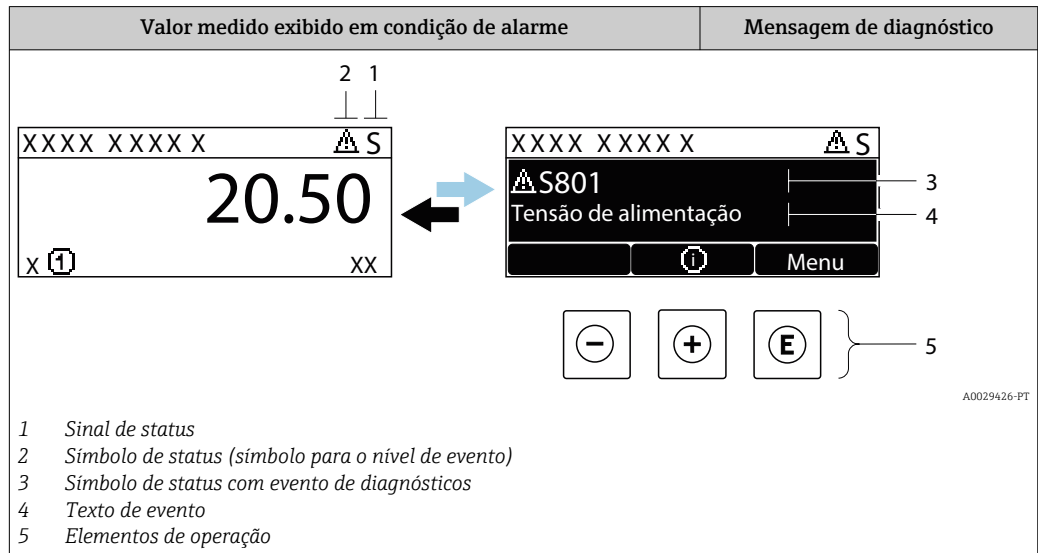 Valor medido exibido em condição de alarme
Mensagem de diagnóstico
2 1
XXXX XXXX X ⚠ S
20.50
X 1 XX
XXXX XXXX X ⚠ S
⚠S801
Tensão de alimentação
i Menu
3
4
− + E
5
A0029426-PT
1 Sinal de status
2 Símbolo de status (símbolo para o nível de evento)
3 Símbolo de status com evento de diagnósticos
4 Texto de evento
5 Elementos de operação